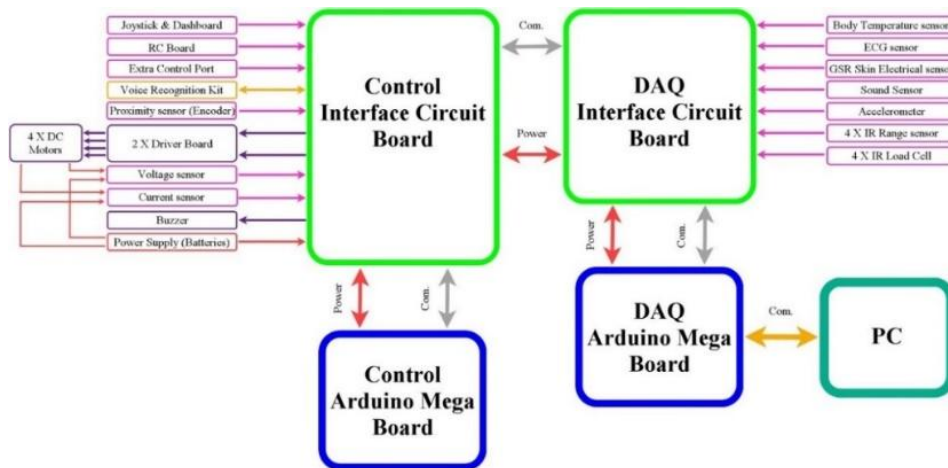 Joystick & Dashboard
RC Board
Extra Control Port
Voice Recognition Kit
Proximity sensor (Encoder)
4 X DC
Motors
2 X Driver Board
Voltage sensor
Current sensor
Buzzer
Power Supply (Batteries)
Control
Interface Circuit
Board
Com.
Power
DAQ
Interface Circuit
Board
Body Temperature sensor
ECG sensor
GSR Skin Electrical sensor
Sound Sensor
Accelerometer
4 X IR Range sensor
4 X IR Load Cell
Power
Com.
Power
Com.
Control
Arduino Mega
Board
DAQ
Arduino Mega
Board
Com.
PC